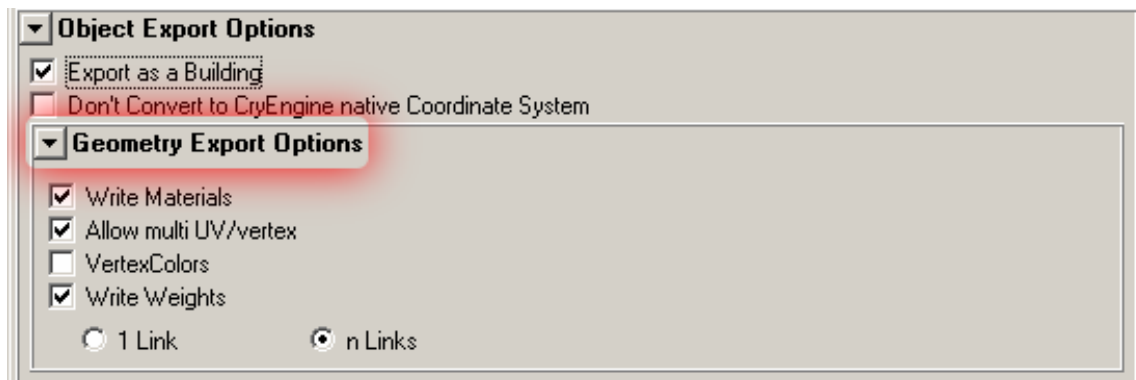 Object Export Options
Export as a Building
Don't Convert to CryEngine native Coordinate System
Geometry Export Options
Write Materials
Allow multi UV/vertex
VertexColors
Write Weights
1 Link n Links